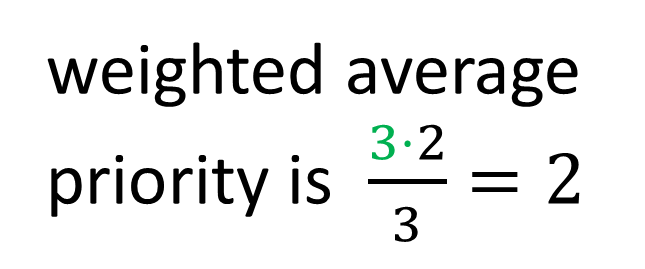 weighted average
priority is 3·2/3 = 2